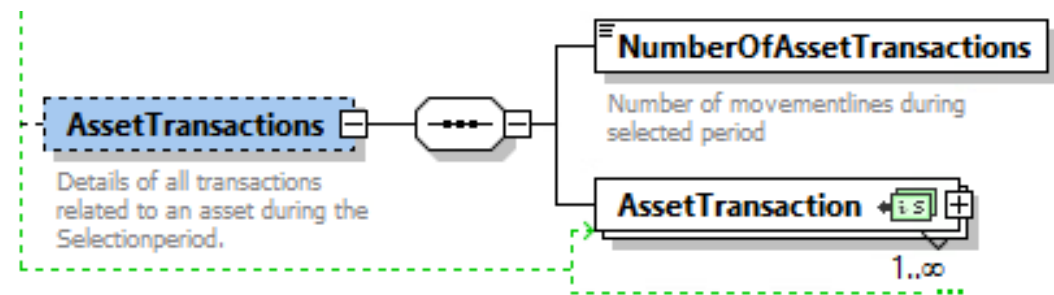 NumberOfAssetTransactions
Number of movementlines during
selected period
AssetTransactions
Details of all transactions
related to an asset during the
Selectionperiod.
AssetTransaction
is
1..∞